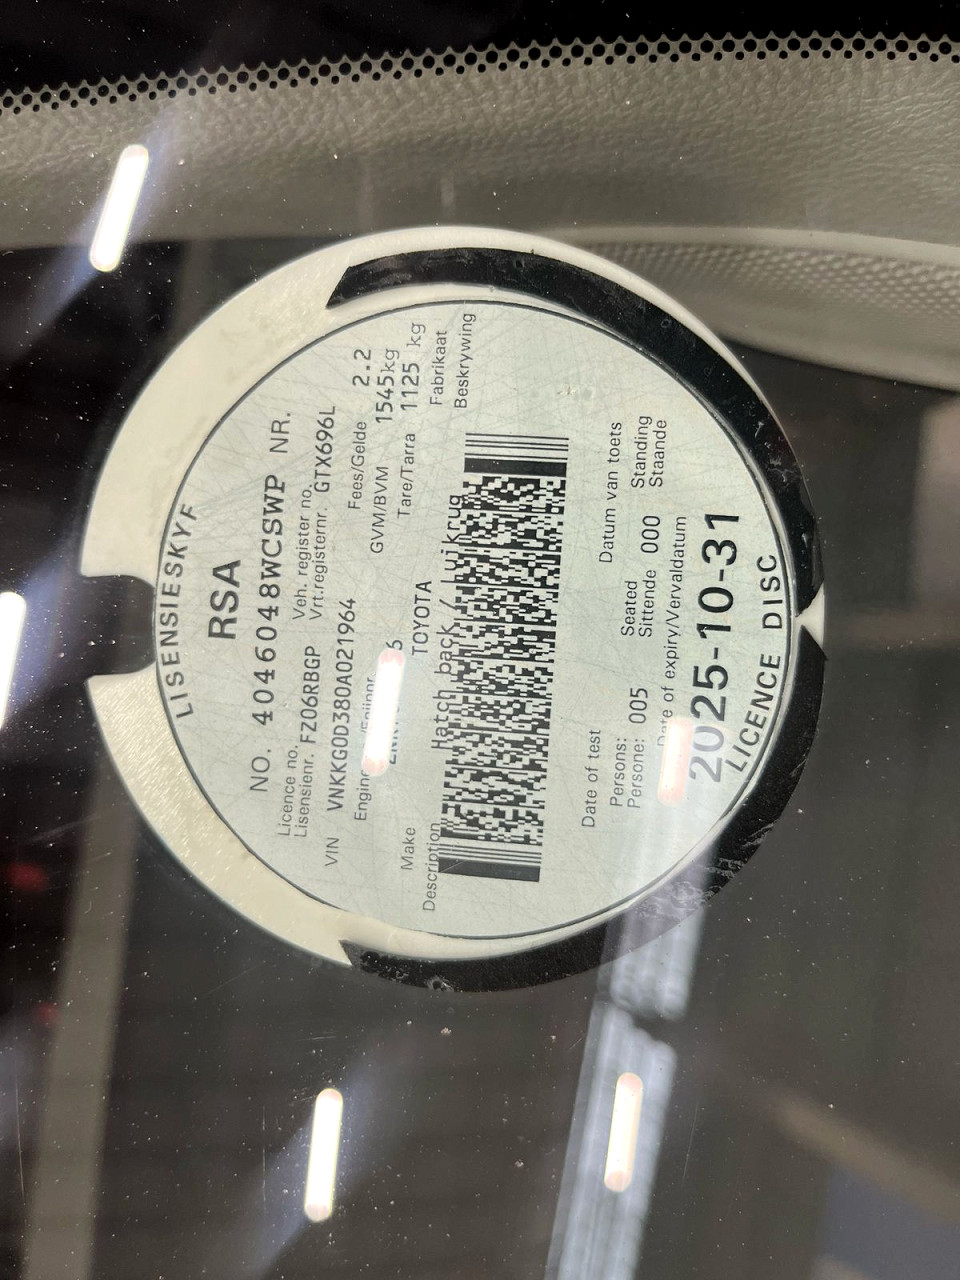 LISENSIESKYF
RSA
NO. 4046048WCSWP NR.
Licence no. Veh. register no.
Lisensienr. FZ06RBGP Vrt.registernr. GTX696L
VIN VNKKG0D380A021964 Fees/Gelde 2.2
GVM/BVM 1545kg
Tare/Tarra 1125 kg
Make TOYOTA Fabrikaat
Description Hatch back / Luikrug Beskrywing
Date of test Datum van toets
Persons: Seated Standing
Persone: 005 Sittende 000 Staande
Date of expiry/Vervaldatum
2025-10-31
LICENCE DISC